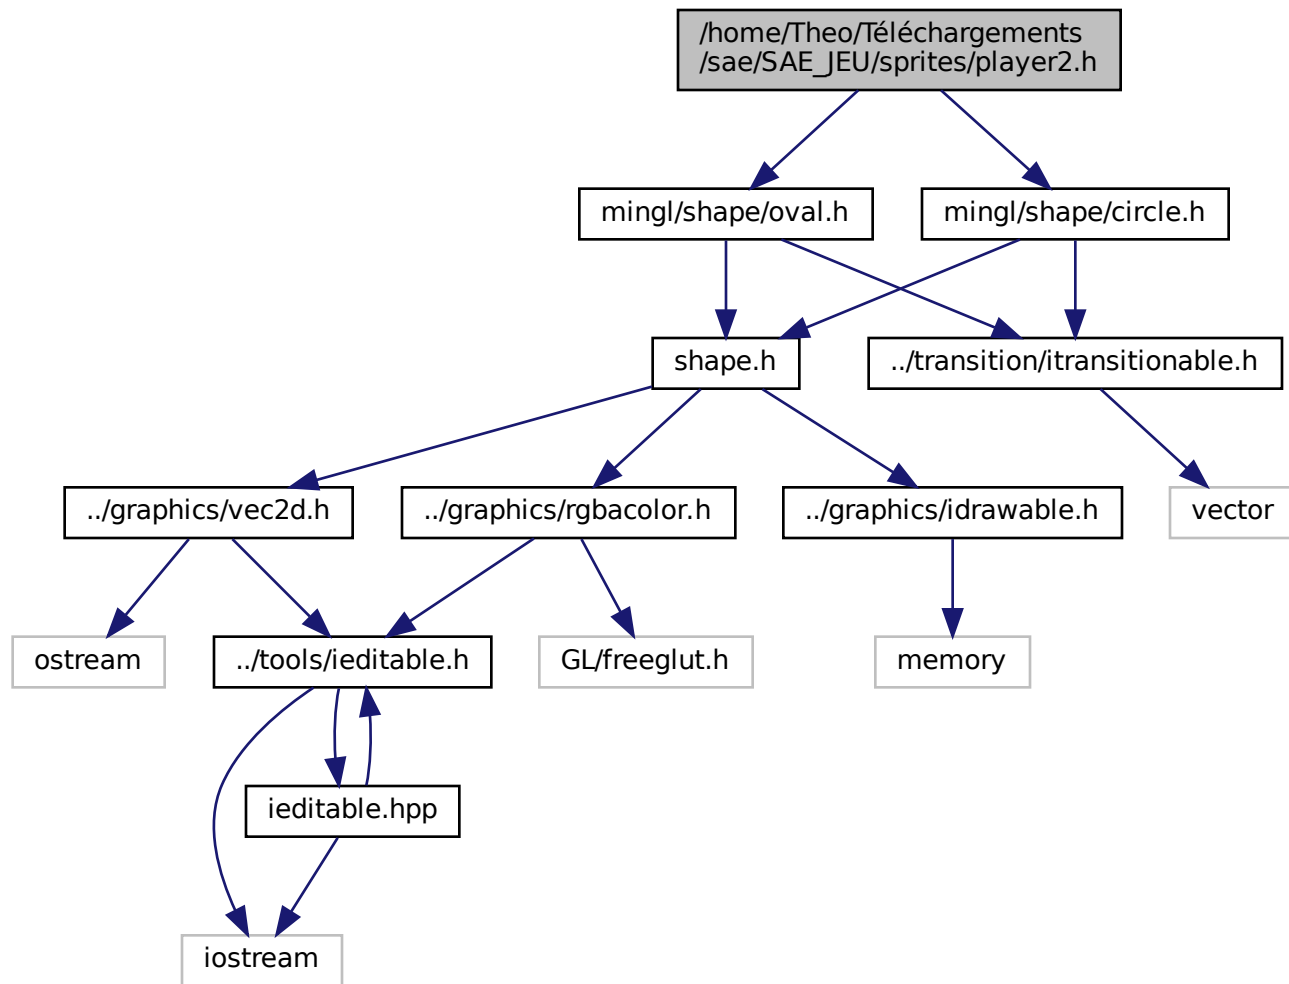 /home/Theo/Téléchargements
/sae/SAE_JEU/sprites/player2.h
mingl/shape/oval.h
mingl/shape/circle.h
shape.h
../transition/itransitionable.h
../graphics/vec2d.h
../graphics/rgbacolor.h
../graphics/idrawable.h
vector
ostream
../tools/ieditable.h
GL/freeglut.h
memory
ieditable.hpp
iostream